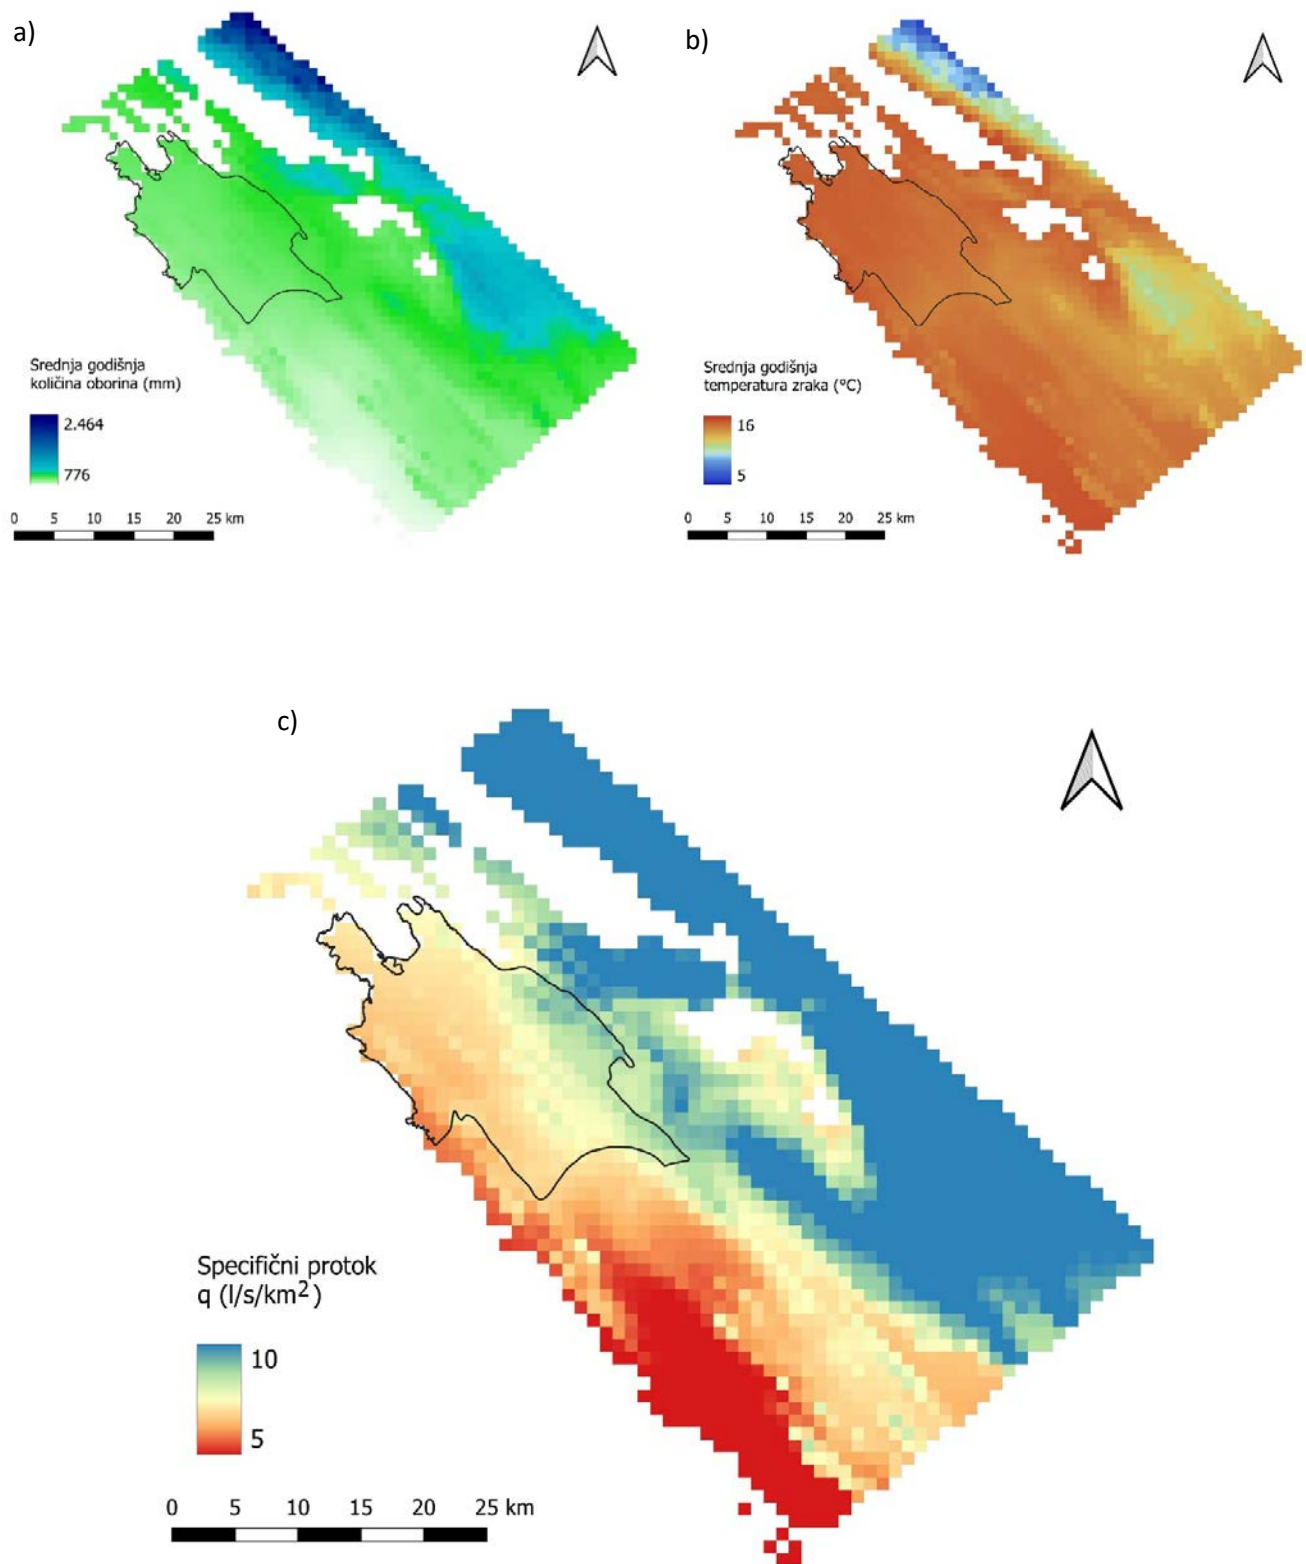 a)
b)
Srednja godišnja
količina oborina (mm)
2.464
776
0 5 10 15 20 25 km
Srednja godišnja
temperatura zraka (°C)
16
5
0 5 10 15 20 25 km
c)
Specifični protok
q (l/s/km²)
10
5
0 5 10 15 20 25 km